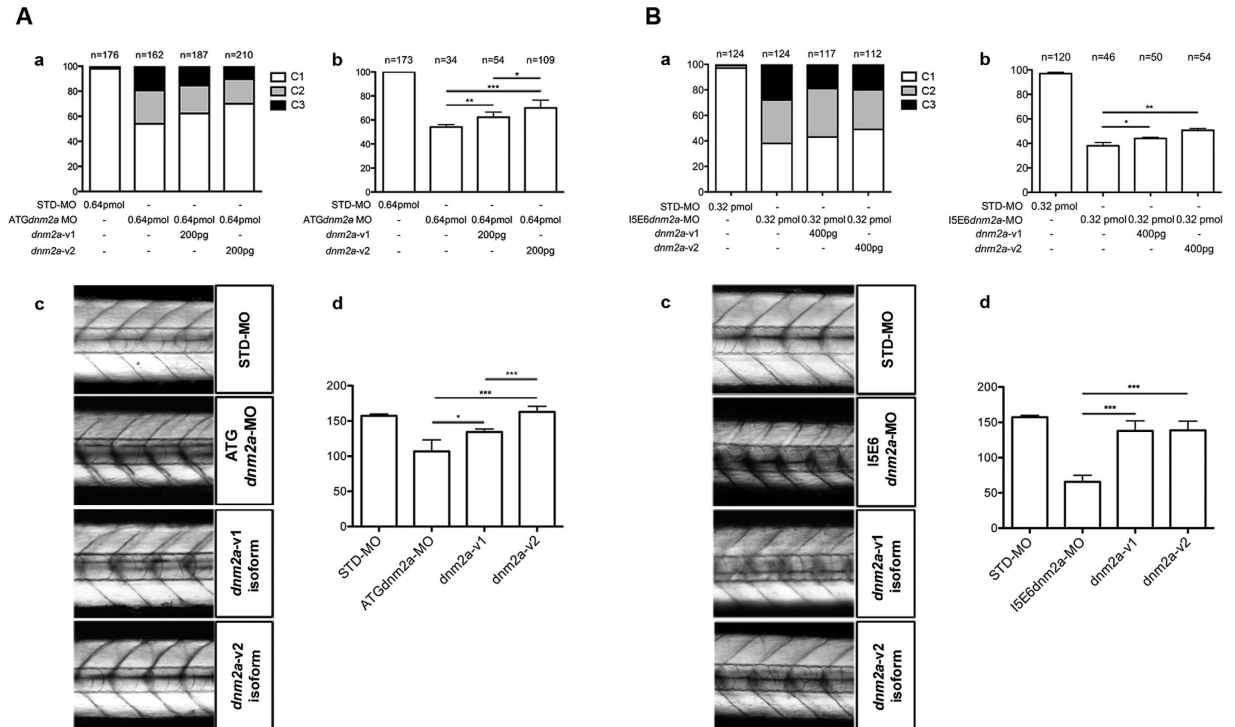 A
a
n=176 n=162 n=187 n=210
100
80
60
40
20
0
C1
C2
C3
STD-MO 0.64pmol - - -
ATGdnm2a MO - 0.64pmol 0.64pmol 0.64pmol
dnm2a-v1 - - 200pg -
dnm2a-v2 - - - 200pg
b
n=173 n=34 n=54 n=109
100
80
60
40
20
0
*
***
**
STD-MO 0.64pmol - - -
ATGdnm2a MO - 0.64pmol 0.64pmol 0.64pmol
dnm2a-v1 - - 200pg -
dnm2a-v2 - - - 200pg
c
STD-MO
ATG
dnm2a-MO
dnm2a-v1
isoform
dnm2a-v2
isoform
d
200
150
100
50
0
***
***
*
STD-MO
ATGdnm2a-MO
dnm2a-v1
dnm2a-v2
B
a
n=124 n=124 n=117 n=112
100
80
60
40
20
0
C1
C2
C3
STD-MO 0.32 pmol - - -
I5E6dnm2a-MO - 0.32 pmol 0.32 pmol 0.32 pmol
dnm2a-v1 - - 400pg -
dnm2a-v2 - - - 400pg
b
n=120 n=46 n=50 n=54
100
80
60
40
20
0
**
*
STD-MO 0.32 pmol - - -
I5E6dnm2a-MO - 0.32 pmol 0.32 pmol 0.32 pmol
dnm2a-v1 - - 400pg -
dnm2a-v2 - - - 400pg
c
STD-MO
I5E6
dnm2a-MO
dnm2a-v1
isoform
dnm2a-v2
isoform
d
200
150
100
50
0
***
***
STD-MO
I5E6dnm2a-MO
dnm2a-v1
dnm2a-v2